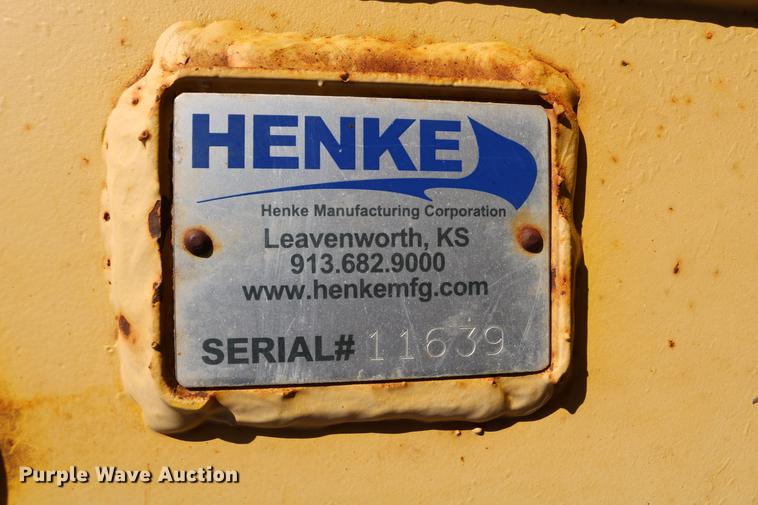 HENKE
Henke Manufacturing Corporation
Leavenworth, KS
913.682.9000
www.henkemfg.com
SERIAL# 11639
Purple Wave Auction